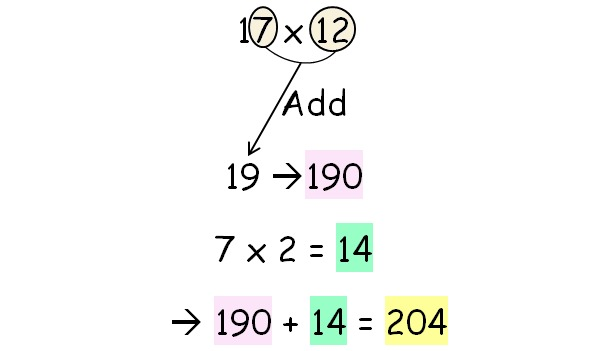 17 x 12
Add
19 → 190
7 x 2 = 14
→ 190 + 14 = 204